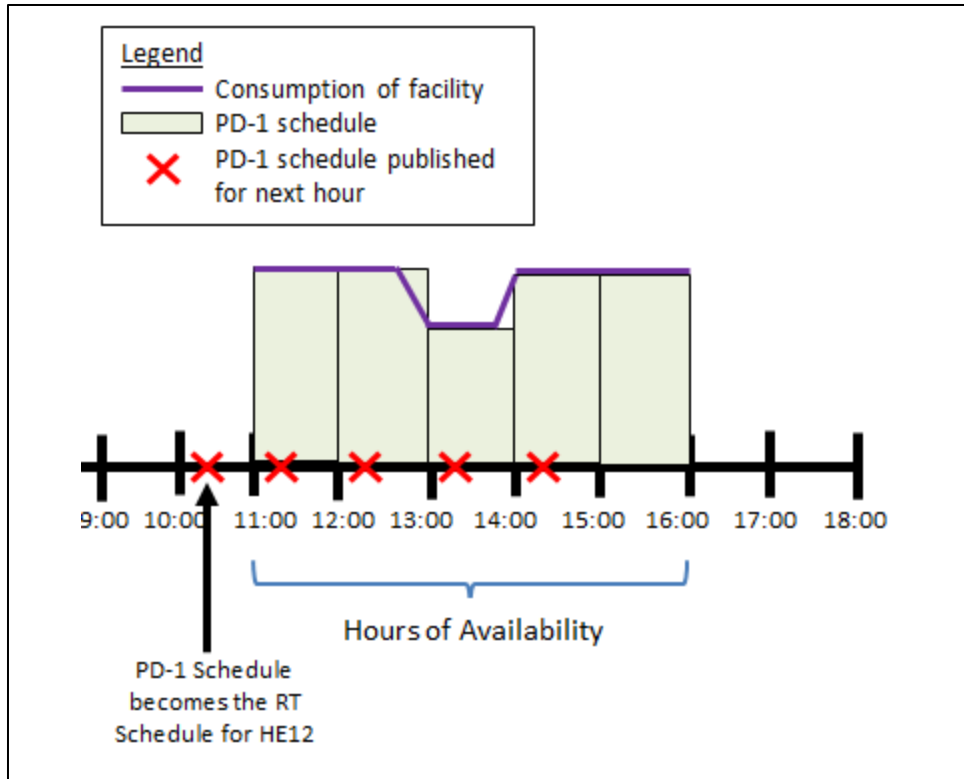 Legend
Consumption of facility
PD-1 schedule
PD-1 schedule published
for next hour
9:00 10:00 11:00 12:00 13:00 14:00 15:00 16:00 17:00 18:00
Hours of Availability
PD-1 Schedule
becomes the RT
Schedule for HE12